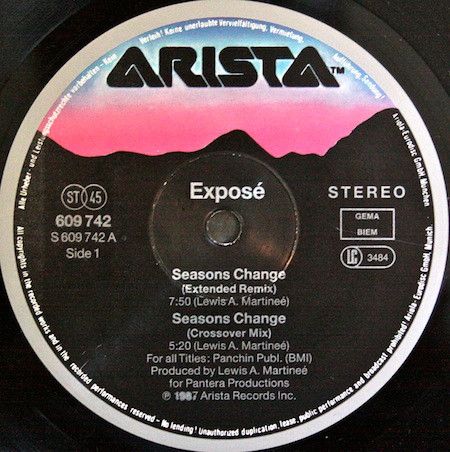 Alle Urheber- und Leistungsschutzrechte vorbehalten - Kein Verleih! Keine unerlaubte Vervielfältigung, Vermietung, Aufführung, Sendung!
Ariola-Eurodisc GmbH, München
ARISTA™
Exposé
STEREO
ST 45
609 742
S 609 742 A
Side 1
GEMA
BIEM
LC 3484
Seasons Change
(Extended Remix)
7:50 (Lewis A. Martineé)
Seasons Change
(Crossover Mix)
5:20 (Lewis A. Martineé)
For all Titles: Panchin Publ. (BMI)
Produced by Lewis A. Martineé
for Pantera Productions
℗ 1987 Arista Records Inc.
All copyrights in the recorded works and in the recorded performances reserved - No lending! Unauthorized duplication, lease, public performance and broadcast prohibited! Ariola-Eurodisc GmbH, Munich.